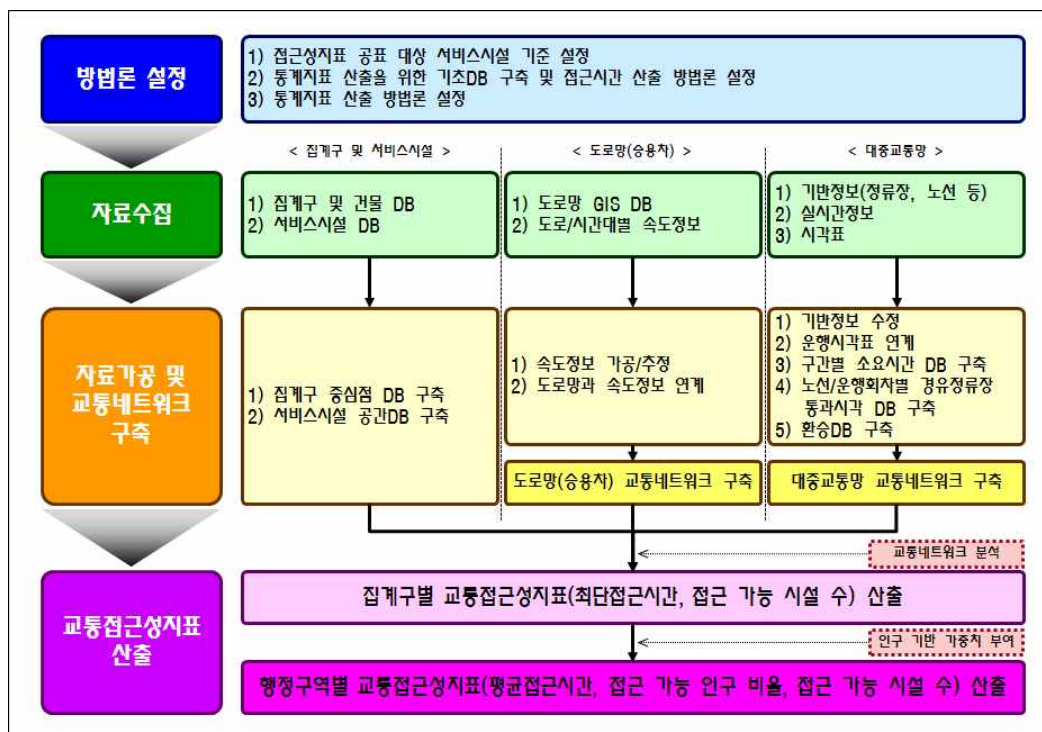 방법론 설정
1) 접근성지표 공표 대상 서비스시설 기준 설정
2) 통계지표 산출을 위한 기초DB 구축 및 접근시간 산출 방법론 설정
3) 통계지표 산출 방법론 설정
< 집계구 및 서비스시설 >
< 도로망(승용차) >
< 대중교통망 >
자료수집
1) 집계구 및 건물 DB
2) 서비스시설 DB
1) 도로망 GIS DB
2) 도로/시간대별 속도정보
1) 기반정보(정류장, 노선 등)
2) 실시간정보
3) 시각표
자료가공 및
교통네트워크
구축
1) 집계구 중심점 DB 구축
2) 서비스시설 공간DB 구축
1) 속도정보 가공/추정
2) 도로망과 속도정보 연계
도로망(승용차) 교통네트워크 구축
1) 기반정보 수정
2) 운행시각표 연계
3) 구간별 소요시간 DB 구축
4) 노선/운행회차별 경유정류장
통과시각 DB 구축
5) 환승DB 구축
대중교통망 교통네트워크 구축
교통네트워크 분석
교통접근성지표
산출
집계구별 교통접근성지표(최단접근시간, 접근 가능 시설 수) 산출
인구 기반 가중치 부여
행정구역별 교통접근성지표(평균접근시간, 접근 가능 인구 비율, 접근 가능 시설 수) 산출